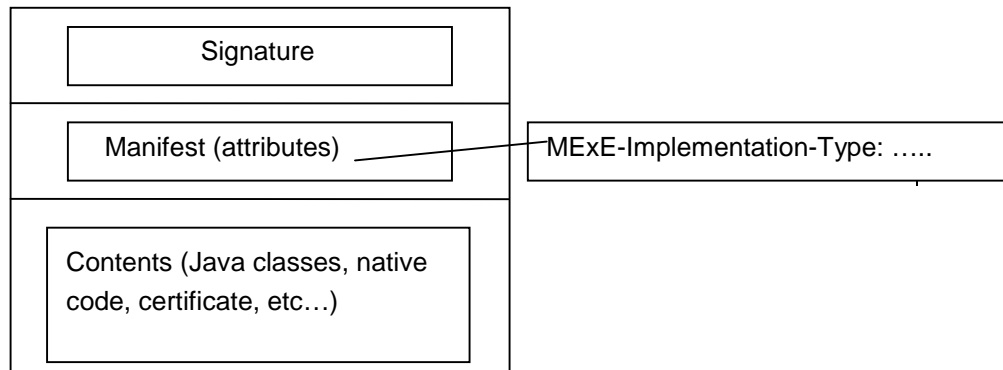 Signature
Manifest (attributes)
MExE-Implementation-Type: …..
Contents (Java classes, native
code, certificate, etc…)